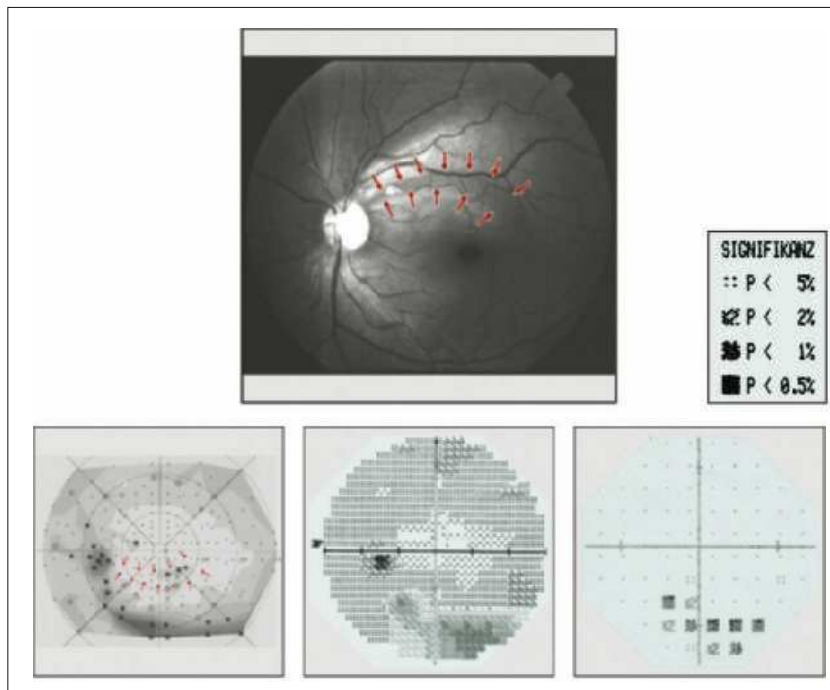 SIGNIFIKANZ
:: P < 5%
P < 2%
P < 1%
P < 0.5%